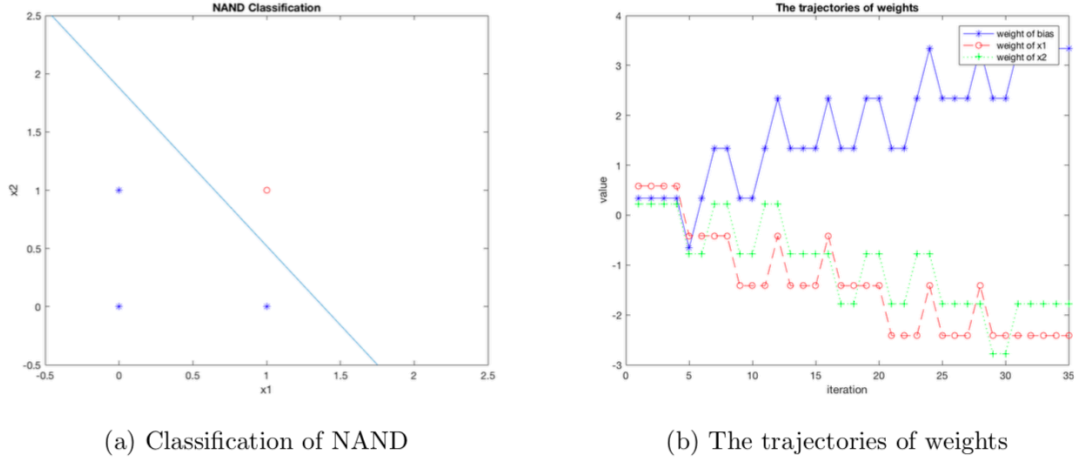 NAND Classification
2.5
2
1.5
1
0.5
0
-0.5
x2
-0.5 0 0.5 1 1.5 2 2.5
x1
(a) Classification of NAND
The trajectories of weights
4
3
2
1
0
-1
-2
-3
value
weight of bias
weight of x1
weight of x2
0 5 10 15 20 25 30 35
iteration
(b) The trajectories of weights